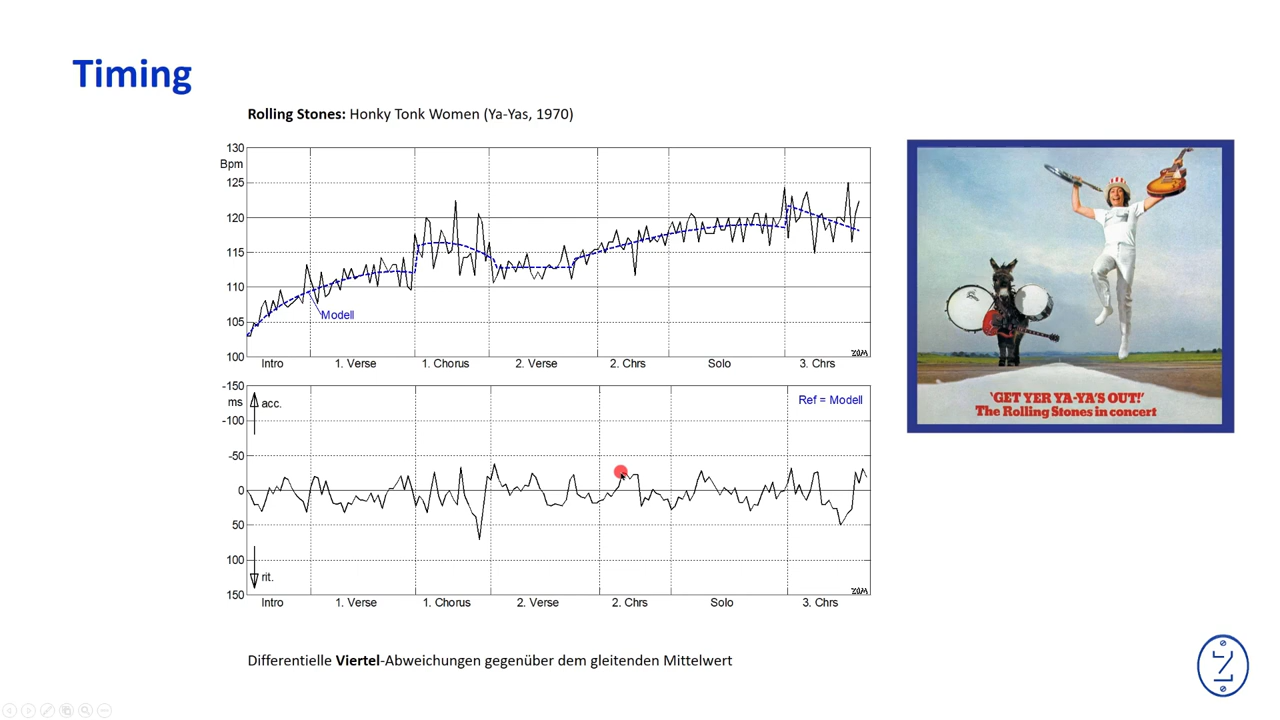 Timing
Rolling Stones: Honky Tonk Women (Ya-Yas, 1970)
130
Bpm
125
120
115
110
105
100
Modell
Intro 1. Verse 1. Chorus 2. Verse 2. Chrs Solo 3. Chrs
-150
ms
-100
-50
0
50
100
150
acc.
rit.
Ref = Modell
Intro 1. Verse 1. Chorus 2. Verse 2. Chrs Solo 3. Chrs
'GET YER YA-YA'S OUT!'
The Rolling Stones in concert
Differentielle Viertel-Abweichungen gegenüber dem gleitenden Mittelwert